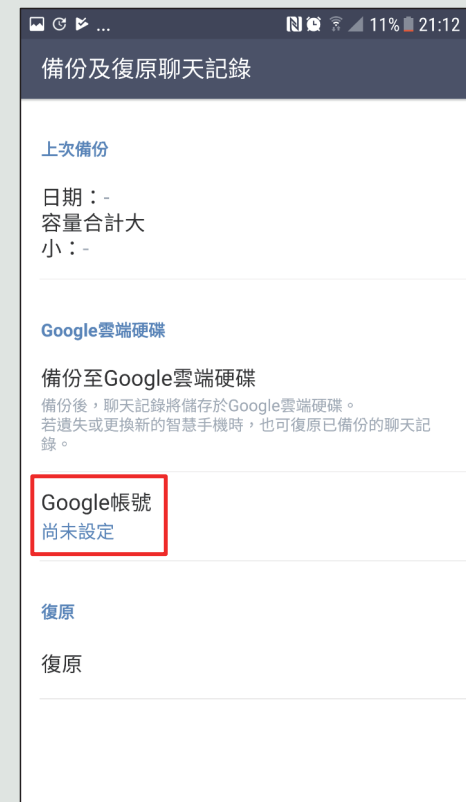 ... 11% 21:12
備份及復原聊天記錄
上次備份
日期：-
容量合計大
小：-
Google雲端硬碟
備份至Google雲端硬碟
備份後，聊天記錄將儲存於Google雲端硬碟。
若遺失或更換新的智慧手機時，也可復原已備份的聊天記
錄。
Google帳號
尚未設定
復原
復原